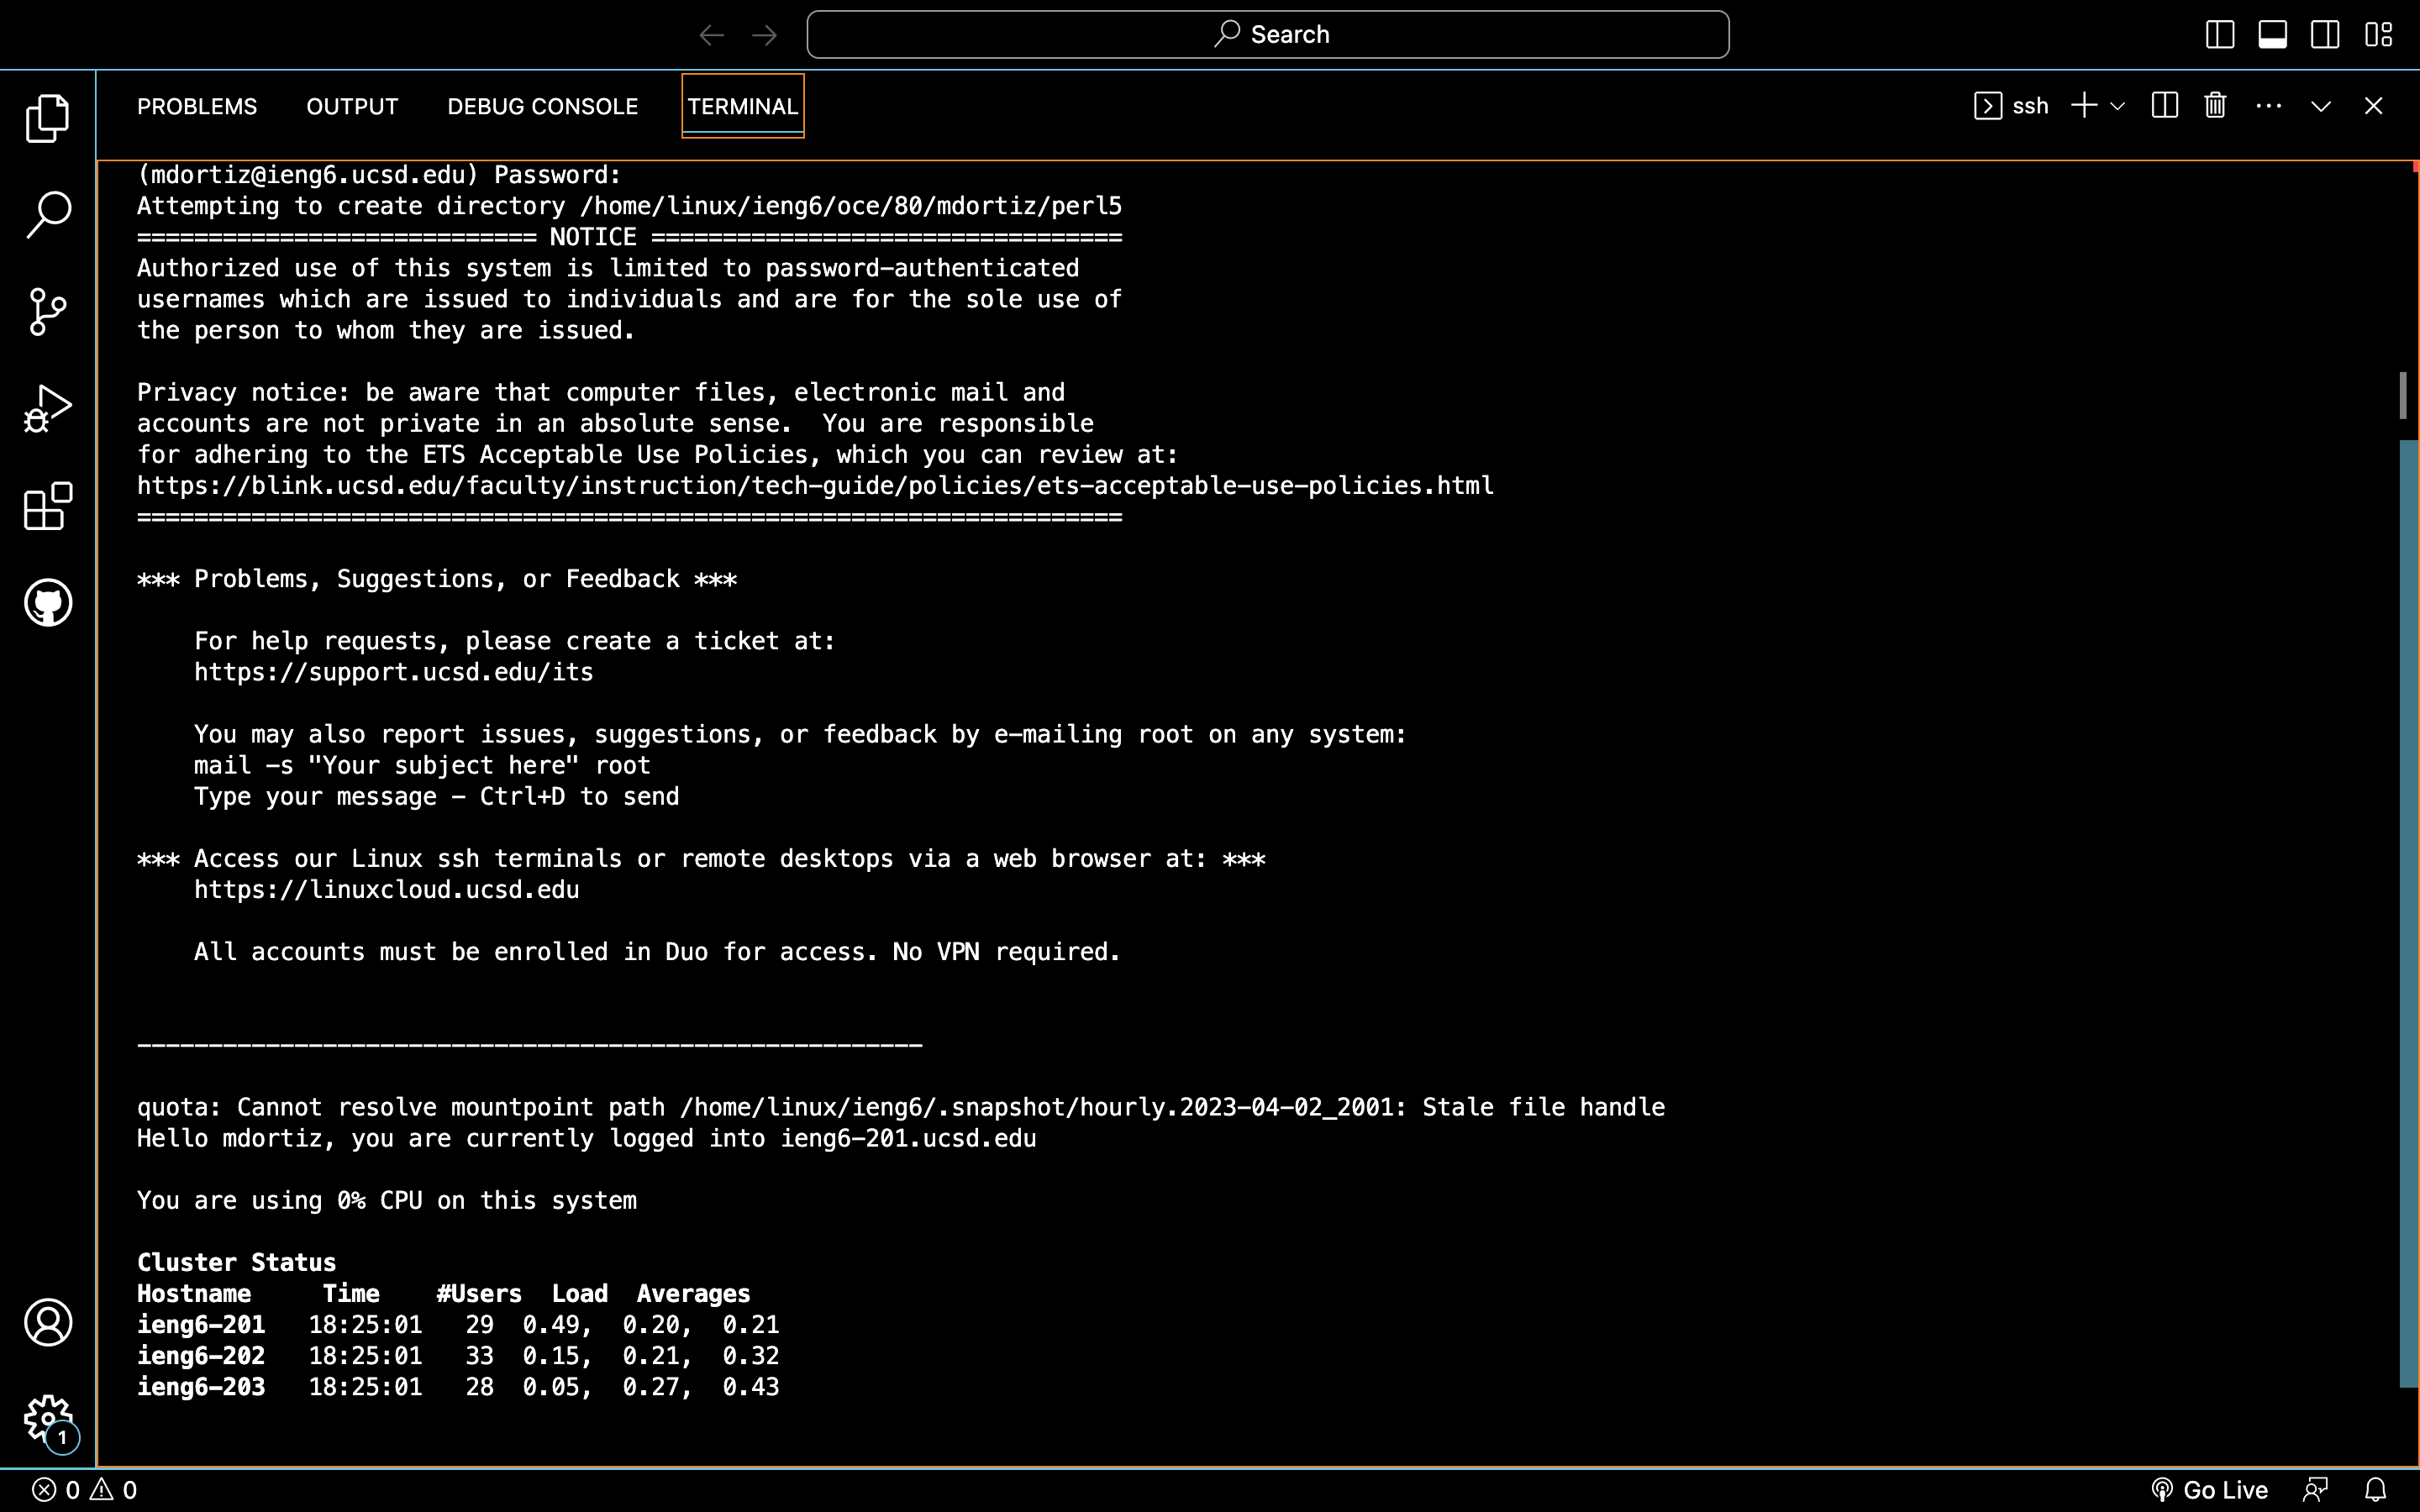 Search
PROBLEMS OUTPUT DEBUG CONSOLE TERMINAL ssh
(mdortiz@ieng6.ucsd.edu) Password:
Attempting to create directory /home/linux/ieng6/oce/80/mdortiz/perl5
============================ NOTICE =================================
Authorized use of this system is limited to password-authenticated
usernames which are issued to individuals and are for the sole use of
the person to whom they are issued.
Privacy notice: be aware that computer files, electronic mail and
accounts are not private in an absolute sense.  You are responsible
for adhering to the ETS Acceptable Use Policies, which you can review at:
https://blink.ucsd.edu/faculty/instruction/tech-guide/policies/ets-acceptable-use-policies.html
=====================================================================
*** Problems, Suggestions, or Feedback ***
For help requests, please create a ticket at:
https://support.ucsd.edu/its
You may also report issues, suggestions, or feedback by e-mailing root on any system:
mail -s "Your subject here" root
Type your message - Ctrl+D to send
*** Access our Linux ssh terminals or remote desktops via a web browser at: ***
https://linuxcloud.ucsd.edu
All accounts must be enrolled in Duo for access. No VPN required.
-------------------------------------------------------
quota: Cannot resolve mountpoint path /home/linux/ieng6/.snapshot/hourly.2023-04-02_2001: Stale file handle
Hello mdortiz, you are currently logged into ieng6-201.ucsd.edu
You are using 0% CPU on this system
Cluster Status
Hostname     Time    #Users  Load  Averages
ieng6-201   18:25:01   29  0.49,  0.20,  0.21
ieng6-202   18:25:01   33  0.15,  0.21,  0.32
ieng6-203   18:25:01   28  0.05,  0.27,  0.43
1
0 0 Go Live